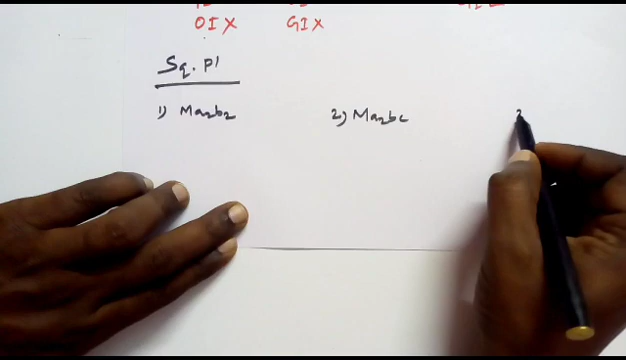 OI X GI X
Sq. Pl
1) Ma₂b₂ 2) Ma₂bc